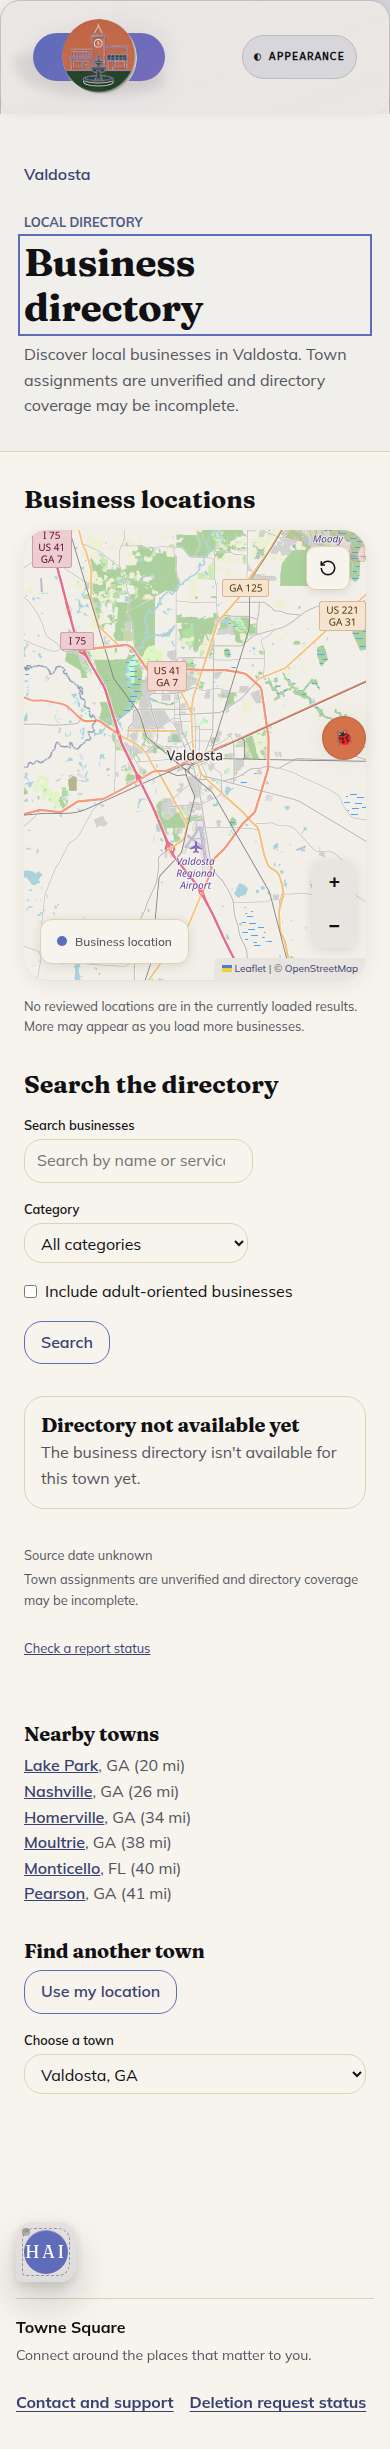 APPEARANCE
Valdosta
LOCAL DIRECTORY
Business
directory
Discover local businesses in Valdosta. Town
assignments are unverified and directory
coverage may be incomplete.
Business locations
I 75
US 41
GA 7
Moody
GA 125
US 221
GA 31
I 75
US 41
GA 7
Valdosta
Valdosta
Regional
Airport
+
−
Business location
Leaflet | © OpenStreetMap
No reviewed locations are in the currently loaded results.
More may appear as you load more businesses.
Search the directory
Search businesses
Search by name or servic
Category
All categories
Include adult-oriented businesses
Search
Directory not available yet
The business directory isn't available for
this town yet.
Source date unknown
Town assignments are unverified and directory coverage
may be incomplete.
Check a report status
Nearby towns
Lake Park, GA (20 mi)
Nashville, GA (26 mi)
Homerville, GA (34 mi)
Moultrie, GA (38 mi)
Monticello, FL (40 mi)
Pearson, GA (41 mi)
Find another town
Use my location
Choose a town
Valdosta, GA
HAI
Towne Square
Connect around the places that matter to you.
Contact and support Deletion request status